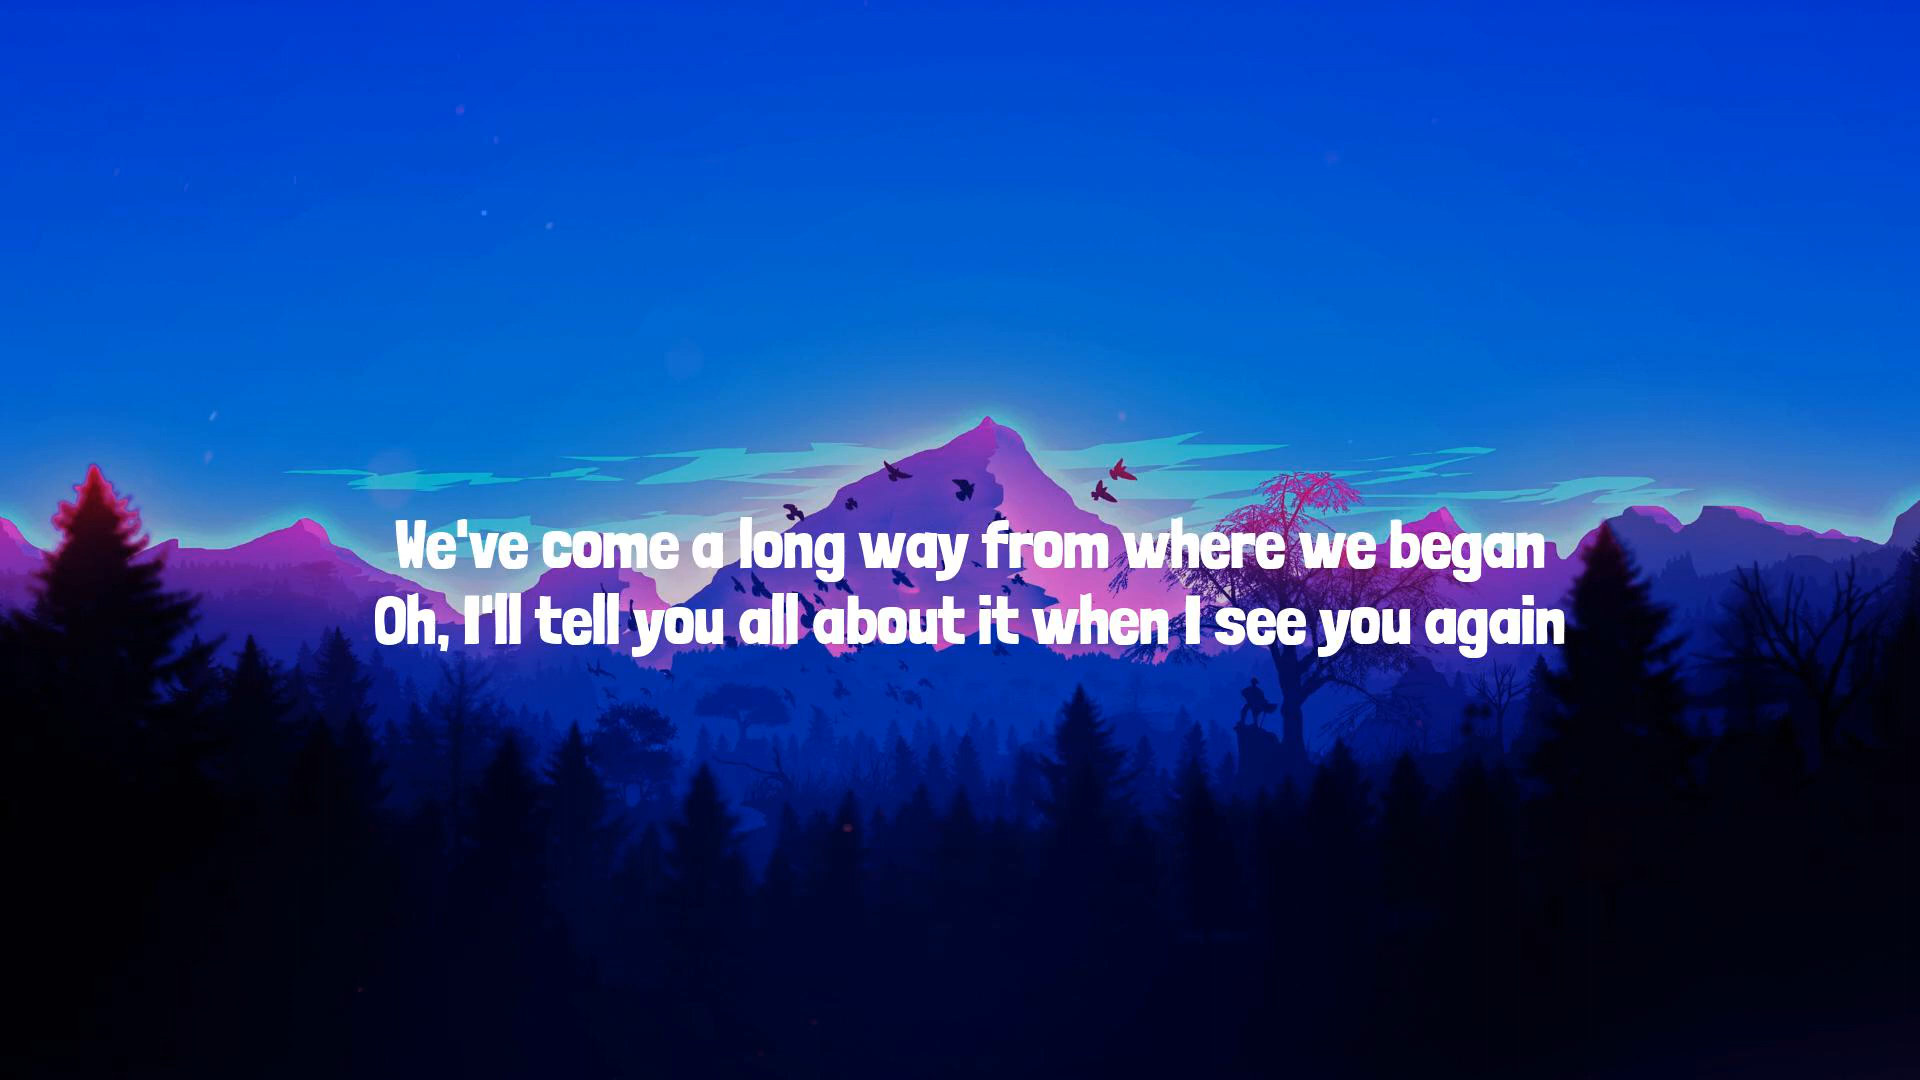 We've come a long way from where we began
Oh, I'll tell you all about it when I see you again